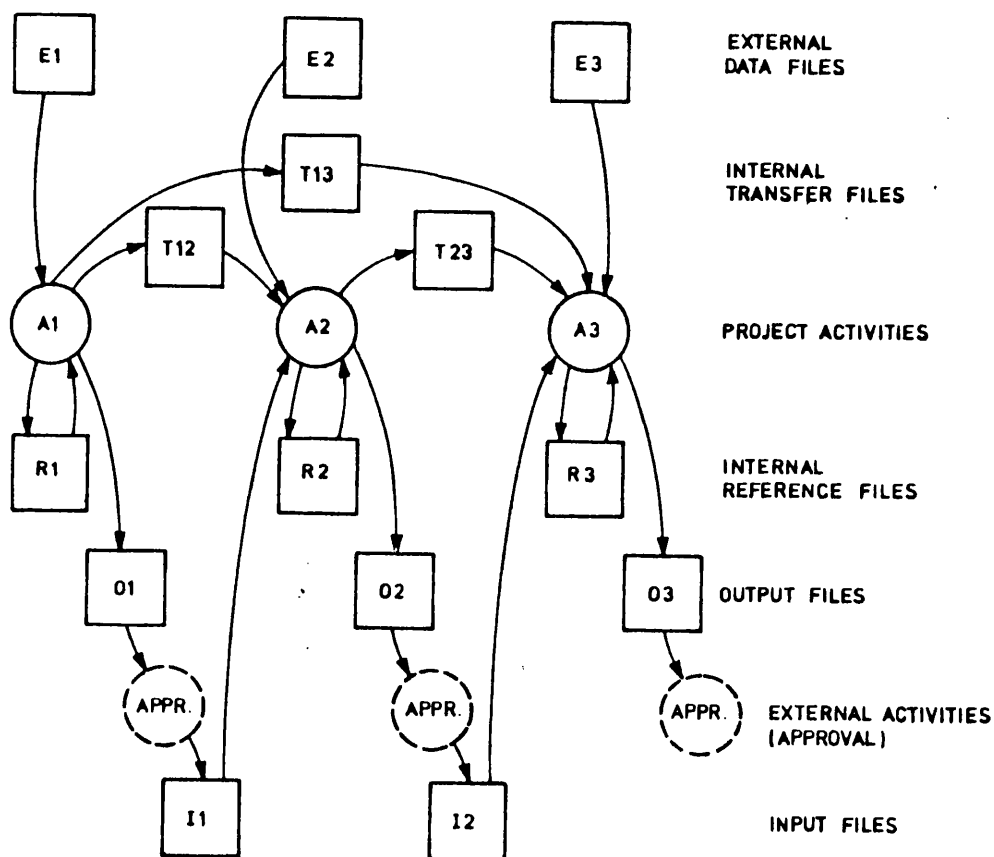 E1
E2
E3
EXTERNAL
DATA FILES
T13
INTERNAL
TRANSFER FILES
T12
T23
A1
A2
A3
PROJECT ACTIVITIES
R1
R2
R3
INTERNAL
REFERENCE FILES
O1
O2
O3
OUTPUT FILES
APPR.
APPR.
APPR.
EXTERNAL ACTIVITIES
(APPROVAL)
I1
I2
INPUT FILES